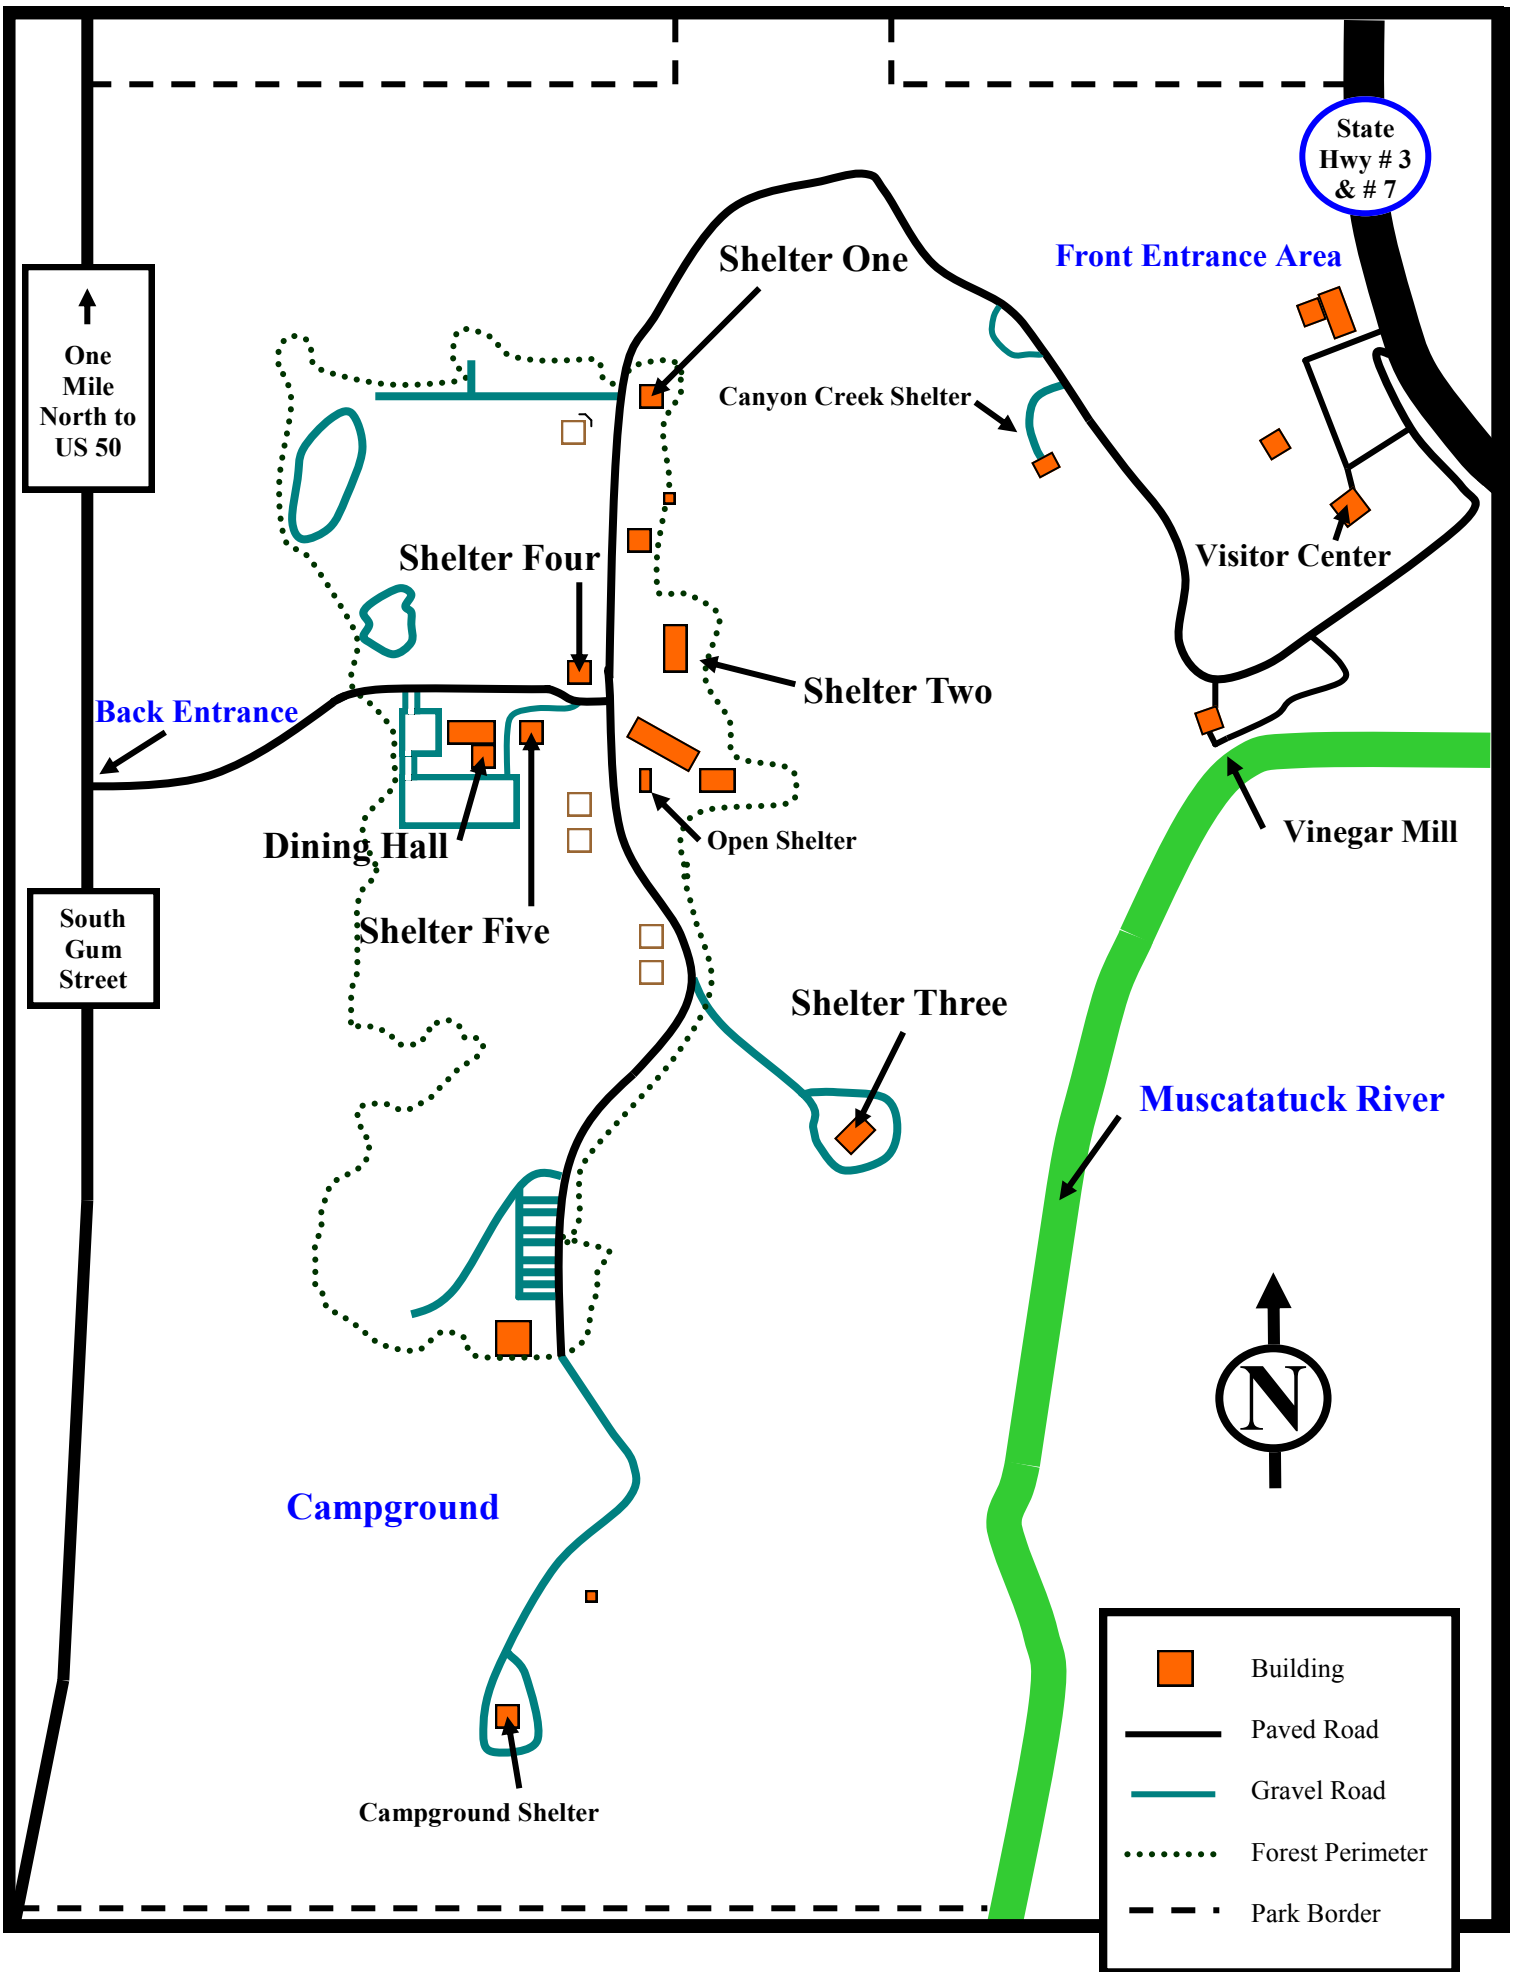 State
Hwy # 3
& # 7
Front Entrance Area
Shelter One
One
Mile
North to
US 50
Canyon Creek Shelter
Shelter Four
Visitor Center
Shelter Two
Back Entrance
Vinegar Mill
Dining Hall
Open Shelter
Shelter Five
South
Gum
Street
Shelter Three
Muscatatuck River
N
Campground
Building
Paved Road
Gravel Road
Campground Shelter
Forest Perimeter
Park Border